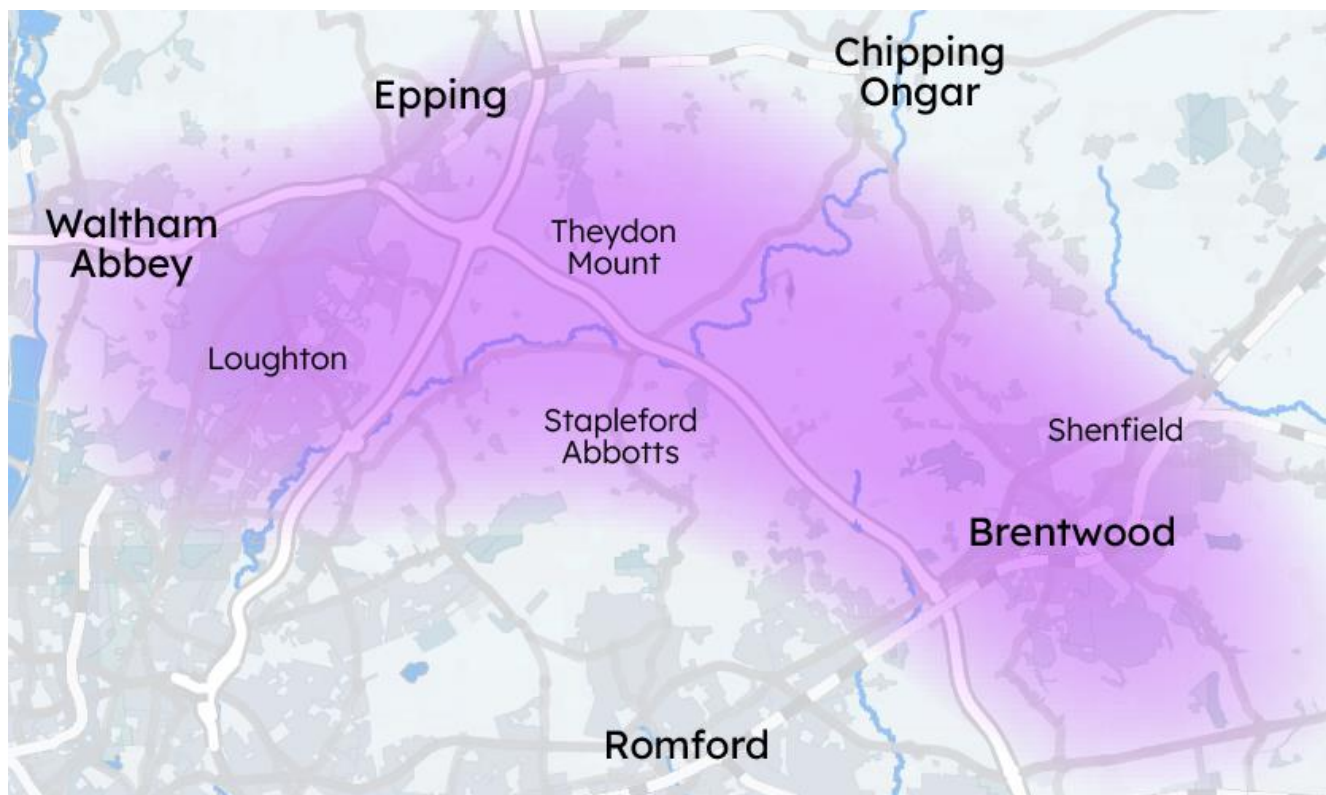 Chipping
Ongar
Epping
Waltham
Abbey
Theydon
Mount
Loughton
Stapleford
Abbotts
Shenfield
Brentwood
Romford